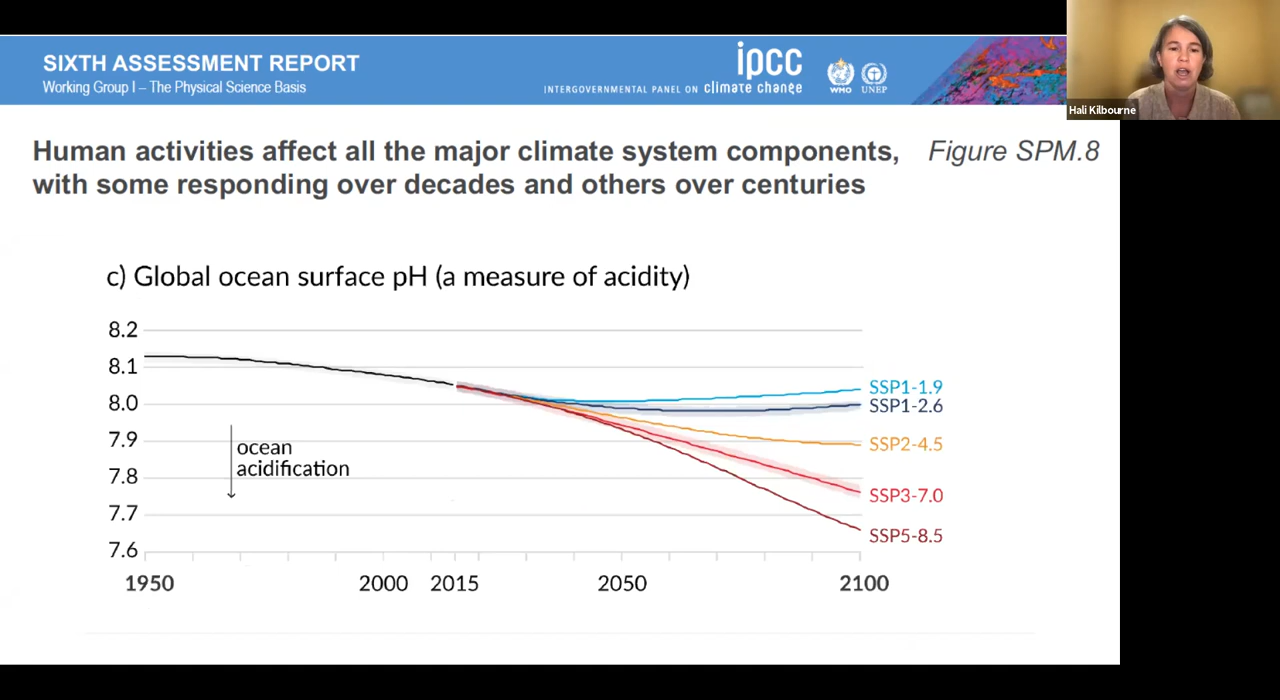 SIXTH ASSESSMENT REPORT
Working Group I – The Physical Science Basis
INTERGOVERNMENTAL PANEL ON climate change
ipcc
WMO
UNEP
Hali Kilbourne
Human activities affect all the major climate system components,
with some responding over decades and others over centuries
Figure SPM.8
c) Global ocean surface pH (a measure of acidity)
8.2
8.1
8.0
7.9
7.8
7.7
7.6
ocean
acidification
SSP1-1.9
SSP1-2.6
SSP2-4.5
SSP3-7.0
SSP5-8.5
1950
2000
2015
2050
2100